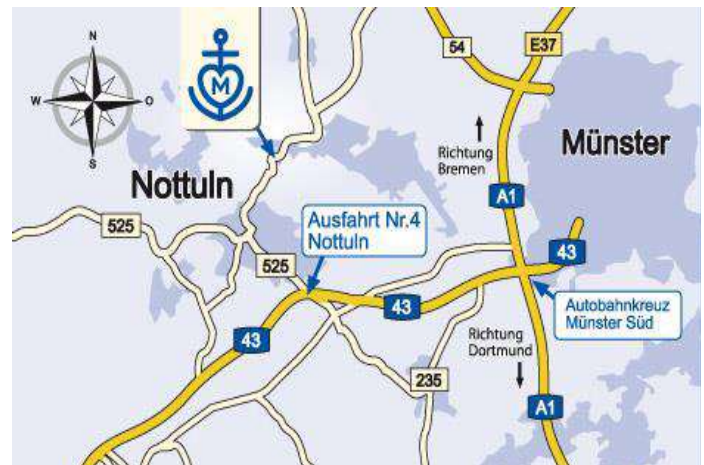 N
W
O
S
M
54
E37
Münster
Richtung
Bremen
Nottuln
A1
525
Ausfahrt Nr.4
Nottuln
43
525
43
Autobahnkreuz
Münster Süd
43
Richtung
Dortmund
235
A1